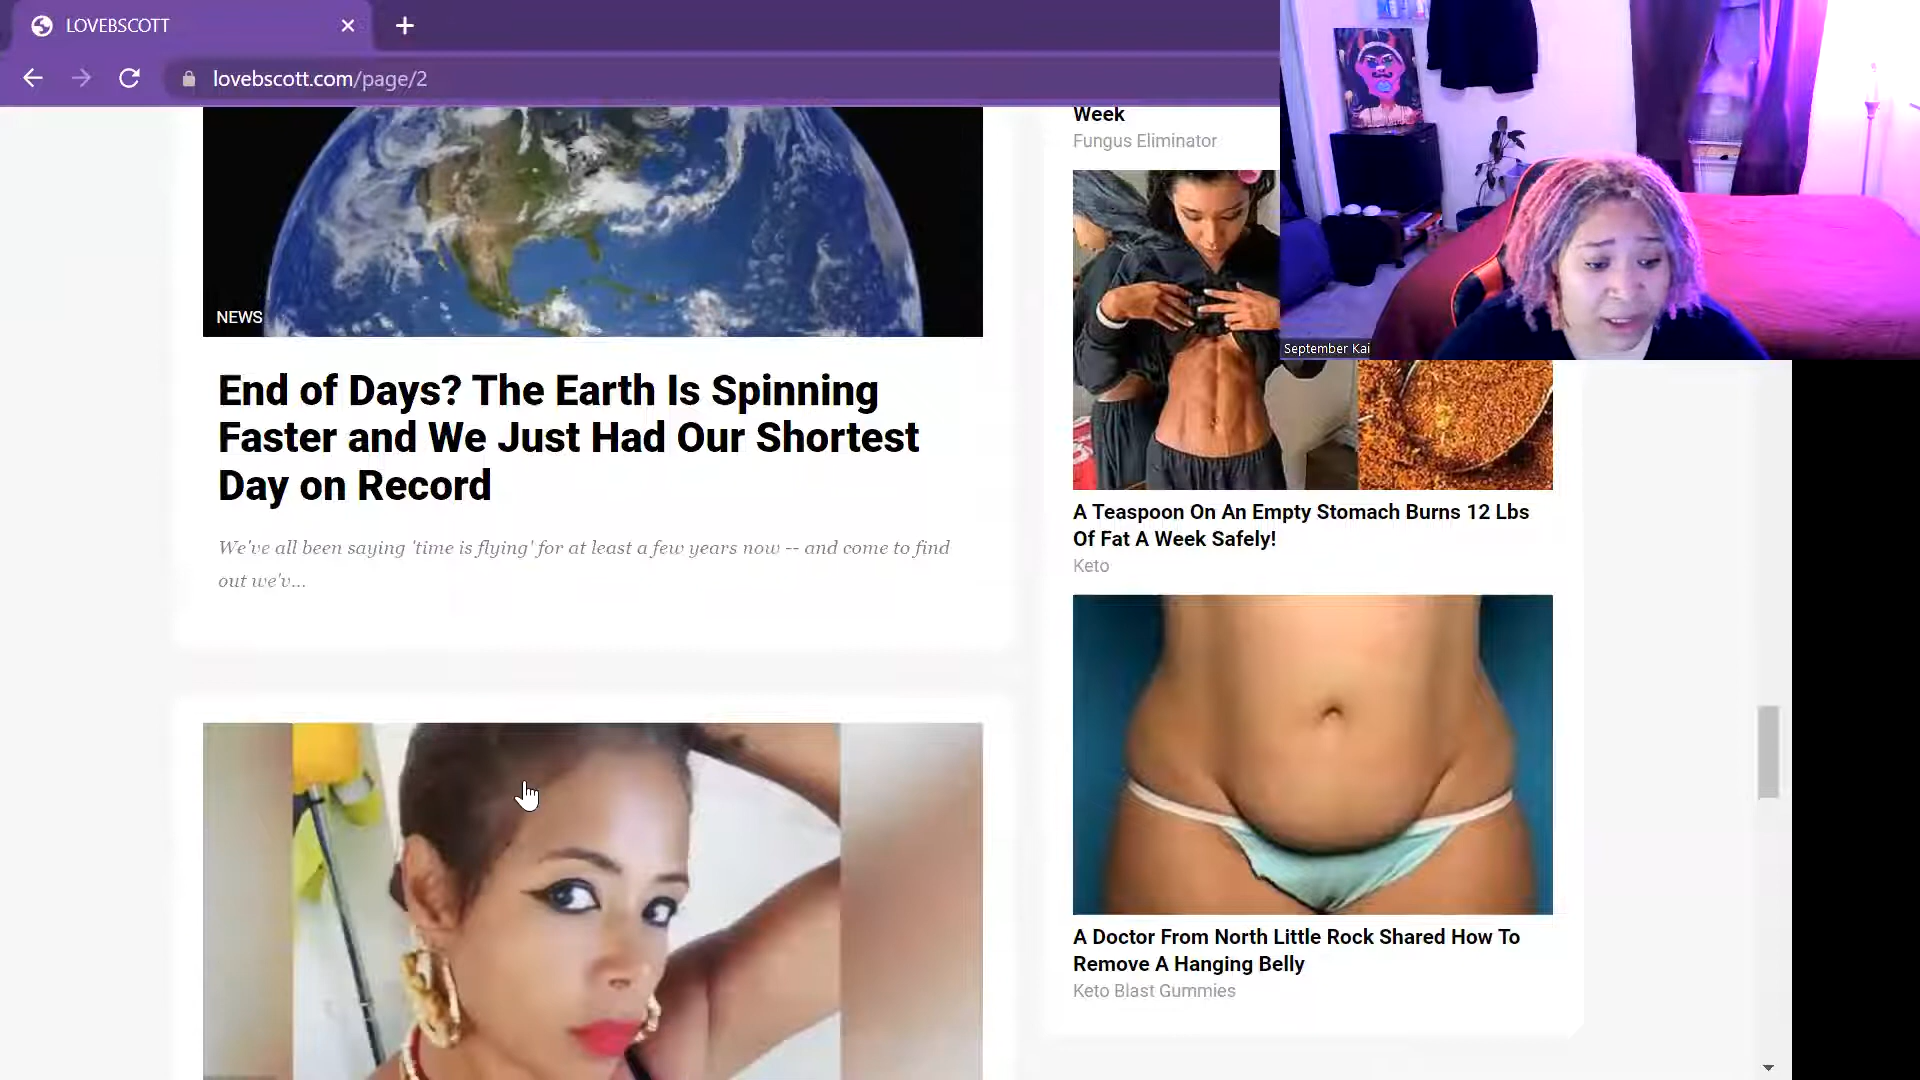 LOVEBSCOTT
lovebscott.com/page/2
NEWS
End of Days? The Earth Is Spinning
Faster and We Just Had Our Shortest
Day on Record
We've all been saying 'time is flying' for at least a few years now -- and come to find
out we'v...
Week
Fungus Eliminator
September Kai
A Teaspoon On An Empty Stomach Burns 12 Lbs
Of Fat A Week Safely!
Keto
A Doctor From North Little Rock Shared How To
Remove A Hanging Belly
Keto Blast Gummies